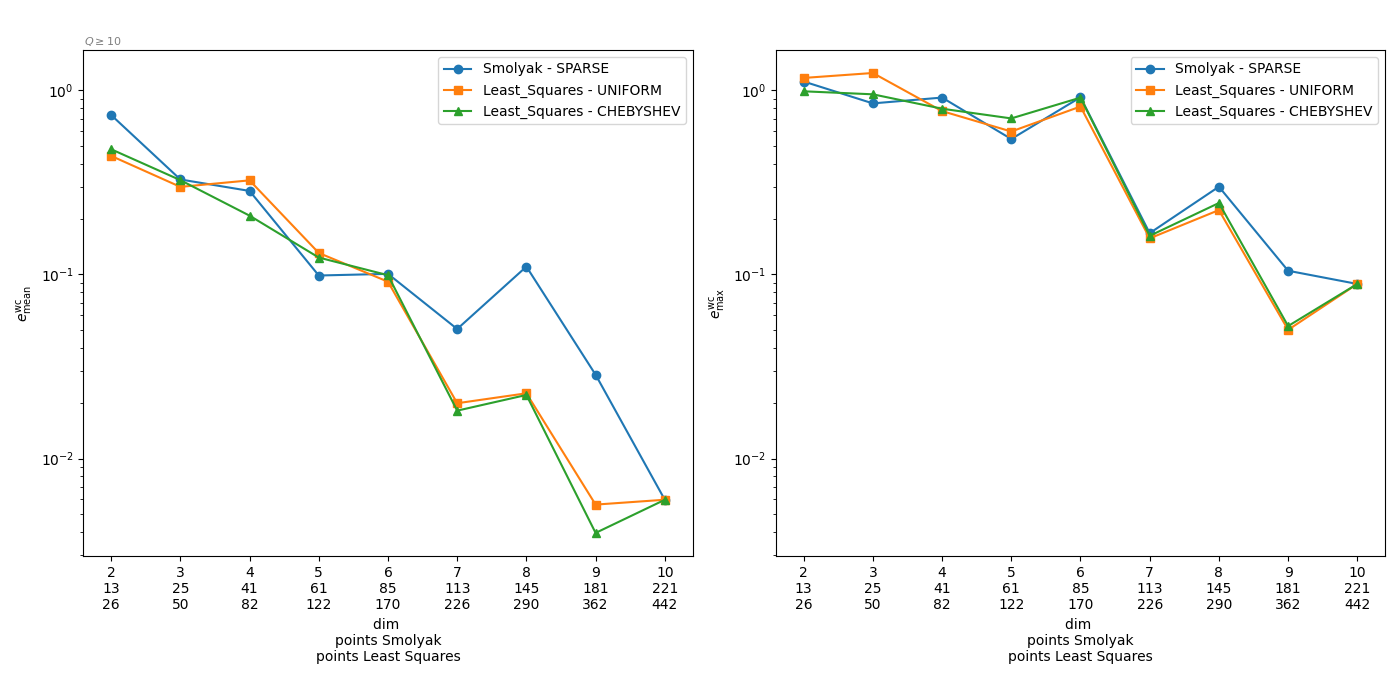 Q ≥ 10
Smolyak - SPARSE
Least_Squares - UNIFORM
Least_Squares - CHEBYSHEV
10⁰
10⁻¹
10⁻²
e^wc_mean
2 3 4 5 6 7 8 9 10
13 25 41 61 85 113 145 181 221
26 50 82 122 170 226 290 362 442
dim
points Smolyak
points Least Squares
Smolyak - SPARSE
Least_Squares - UNIFORM
Least_Squares - CHEBYSHEV
10⁰
10⁻¹
10⁻²
e^wc_max
2 3 4 5 6 7 8 9 10
13 25 41 61 85 113 145 181 221
26 50 82 122 170 226 290 362 442
dim
points Smolyak
points Least Squares